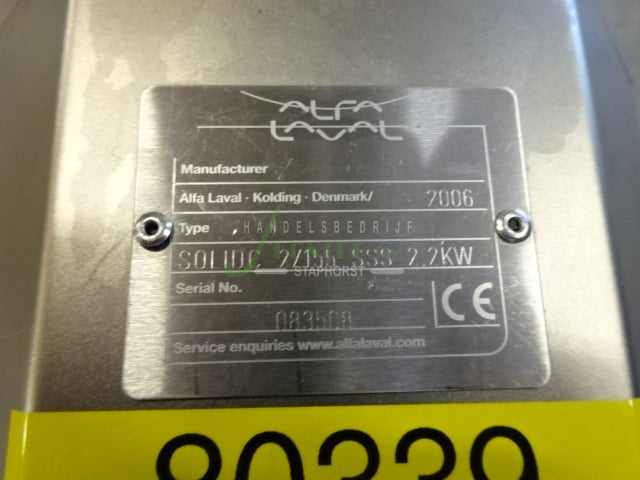 ALFA
LAVAL
Manufacturer
Alfa Laval · Kolding - Denmark/ 2006
Type
HANDELSBEDRIJF
SOLIDC 2/155 SSS 2.2KW
STAPHORST
Serial No.
CE
083508
Service enquiries www.alfalaval.com
80339